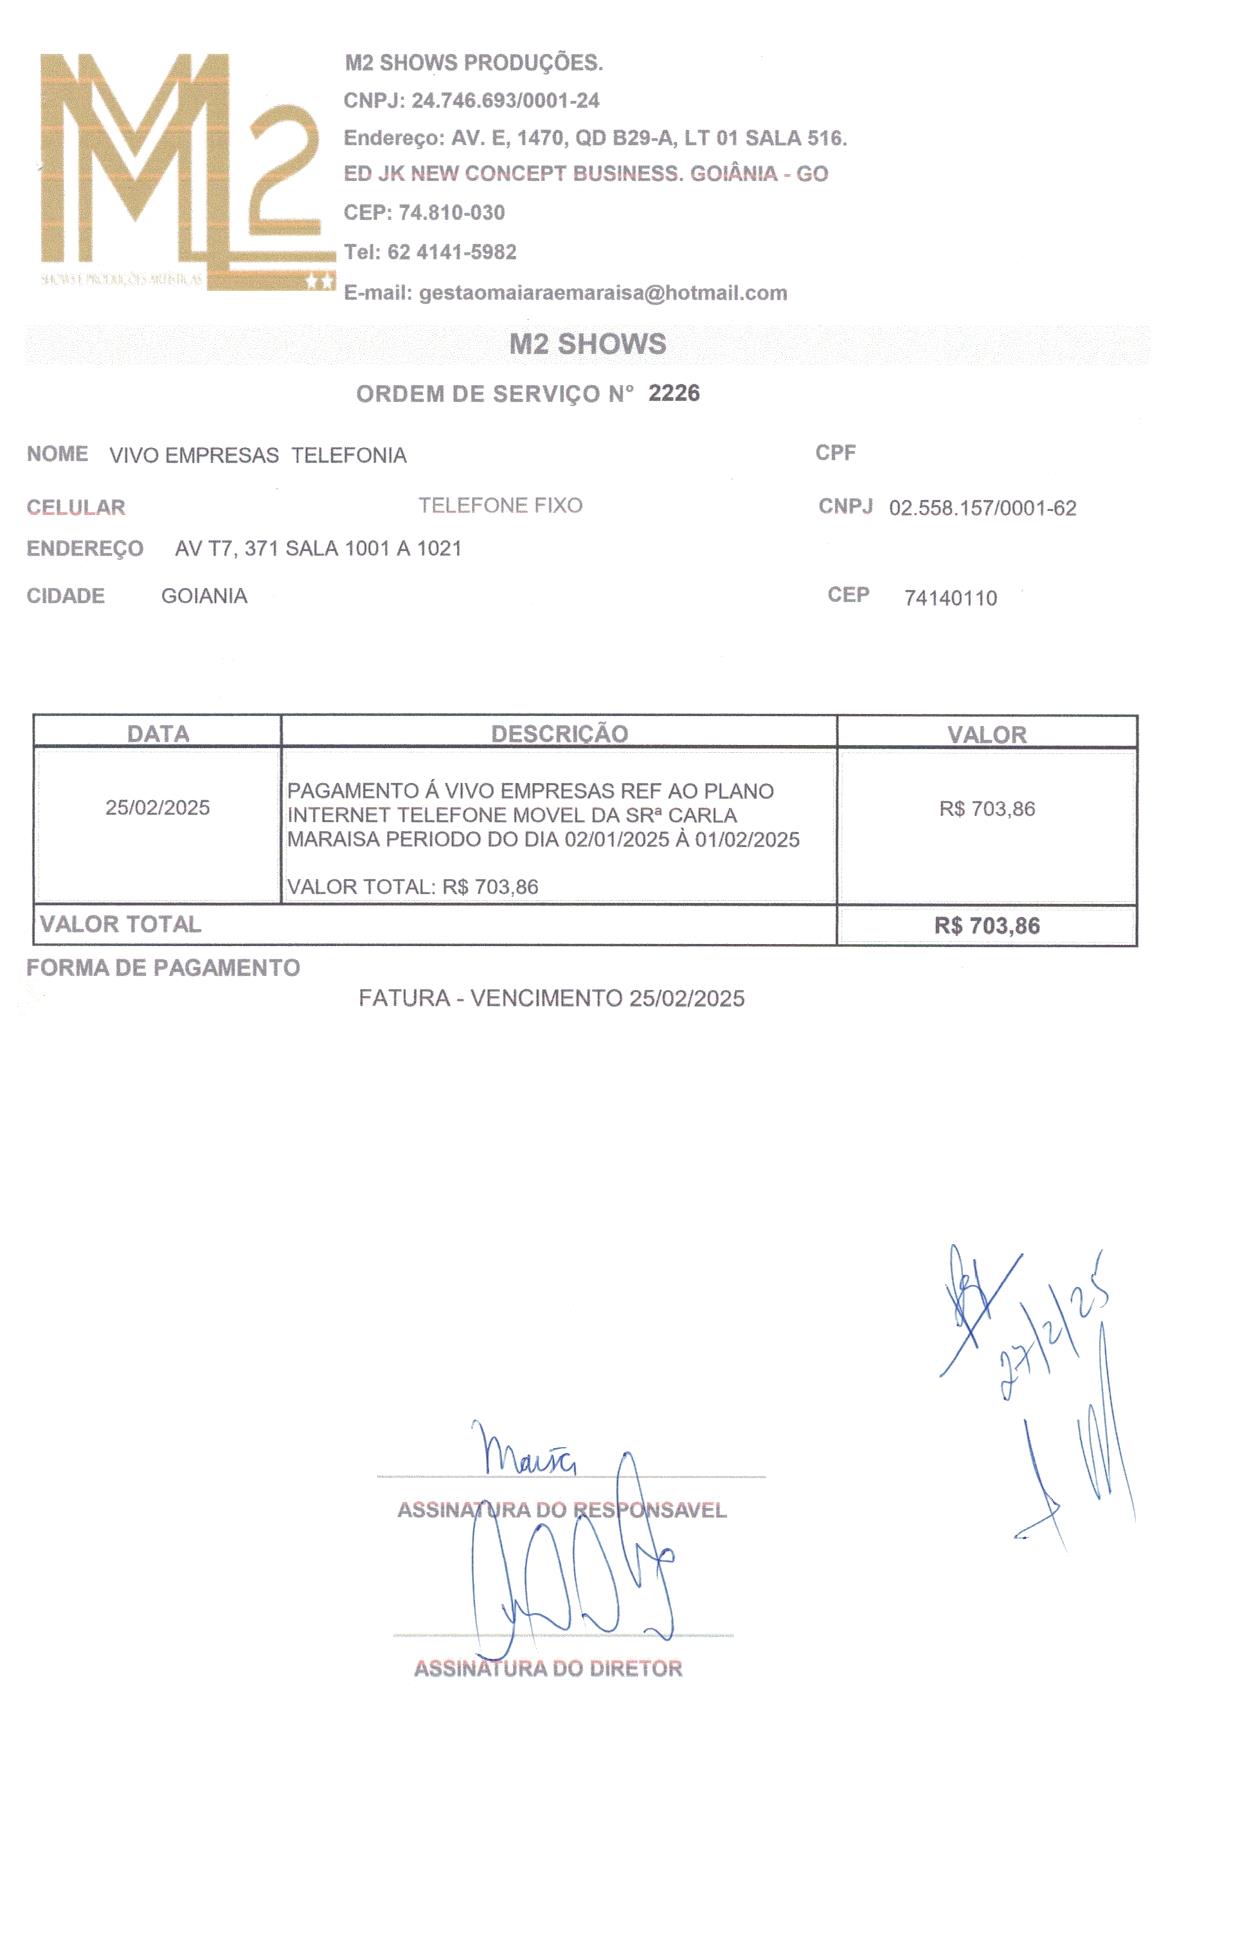 M2
SHOWS E PRODUÇÕES ARTÍSTICAS
M2 SHOWS PRODUÇÕES.
CNPJ: 24.746.693/0001-24
Endereço: AV. E, 1470, QD B29-A, LT 01 SALA 516.
ED JK NEW CONCEPT BUSINESS. GOIÂNIA - GO
CEP: 74.810-030
Tel: 62 4141-5982
E-mail: gestaomaiaraemaraisa@hotmail.com
M2 SHOWS
ORDEM DE SERVIÇO N° 2226
NOME VIVO EMPRESAS TELEFONIA CPF
CELULAR TELEFONE FIXO CNPJ 02.558.157/0001-62
ENDEREÇO AV T7, 371 SALA 1001 A 1021
CIDADE GOIANIA CEP 74140110
DATA DESCRIÇÃO VALOR
25/02/2025
PAGAMENTO Á VIVO EMPRESAS REF AO PLANO
INTERNET TELEFONE MOVEL DA SRª CARLA
MARAISA PERIODO DO DIA 02/01/2025 À 01/02/2025
VALOR TOTAL: R$ 703,86
R$ 703,86
VALOR TOTAL R$ 703,86
FORMA DE PAGAMENTO
FATURA - VENCIMENTO 25/02/2025
27/2/25
ASSINATURA DO RESPONSAVEL
ASSINATURA DO DIRETOR